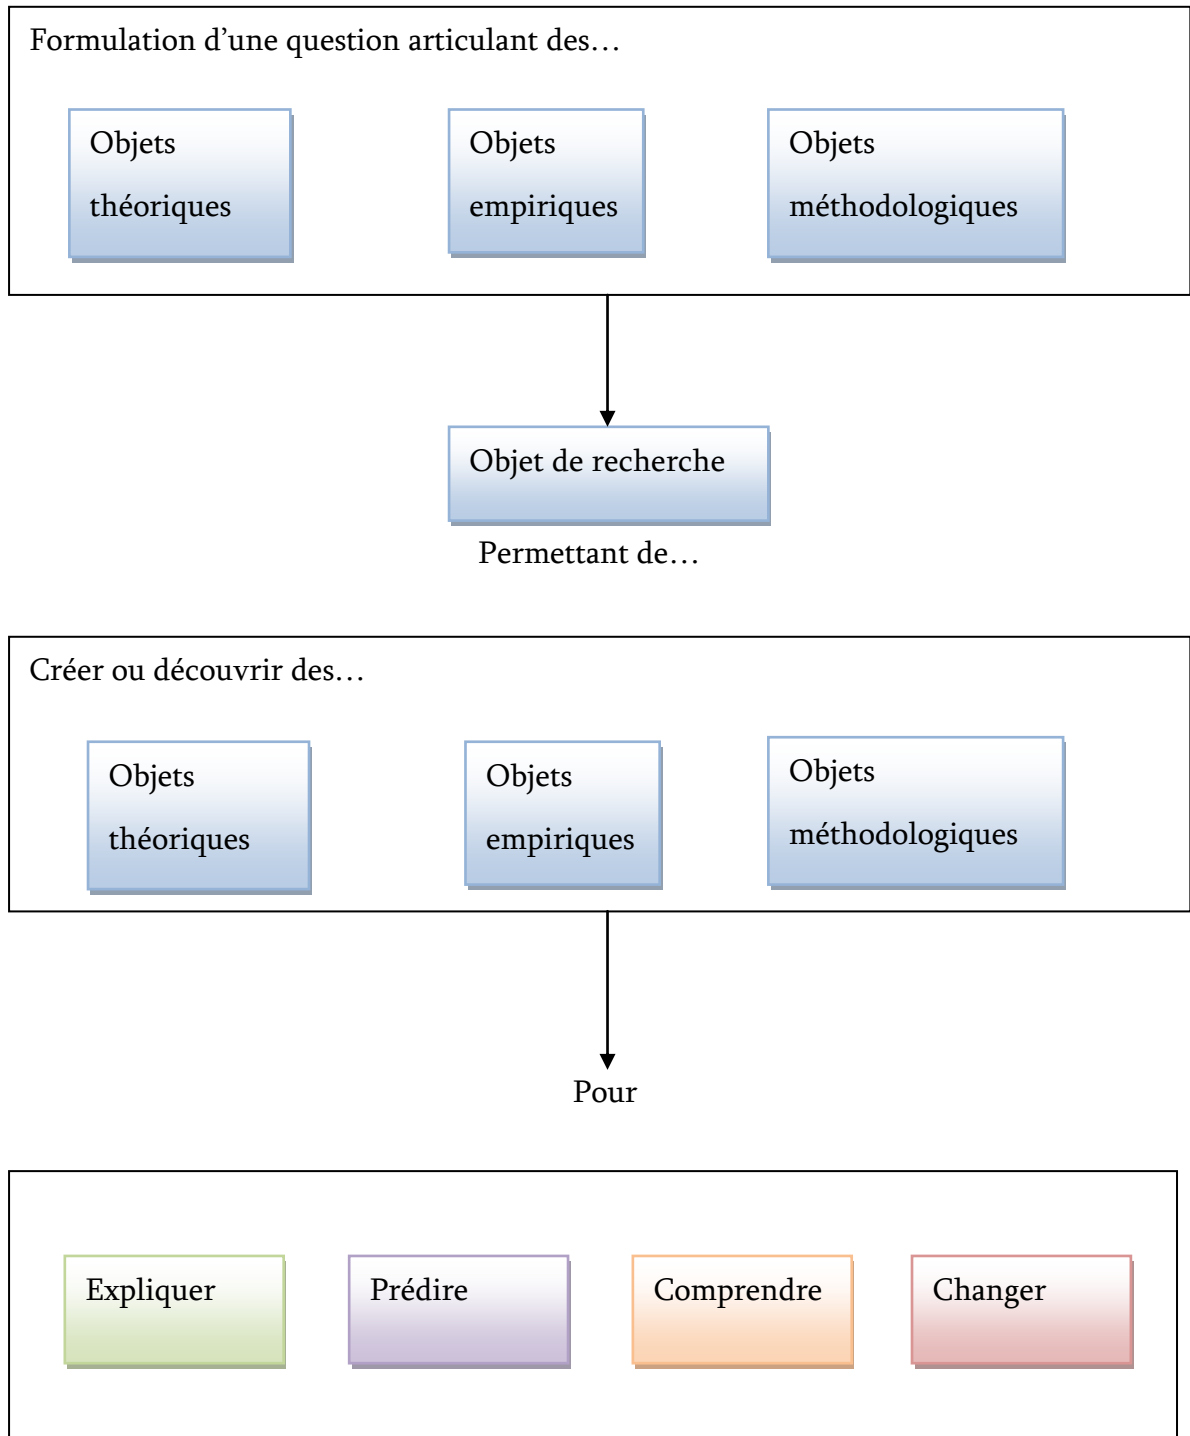 Formulation d’une question articulant des…
Objets
théoriques
Objets
empiriques
Objets
méthodologiques
Objet de recherche
Permettant de…
Créer ou découvrir des…
Objets
théoriques
Objets
empiriques
Objets
méthodologiques
Pour
Expliquer
Prédire
Comprendre
Changer